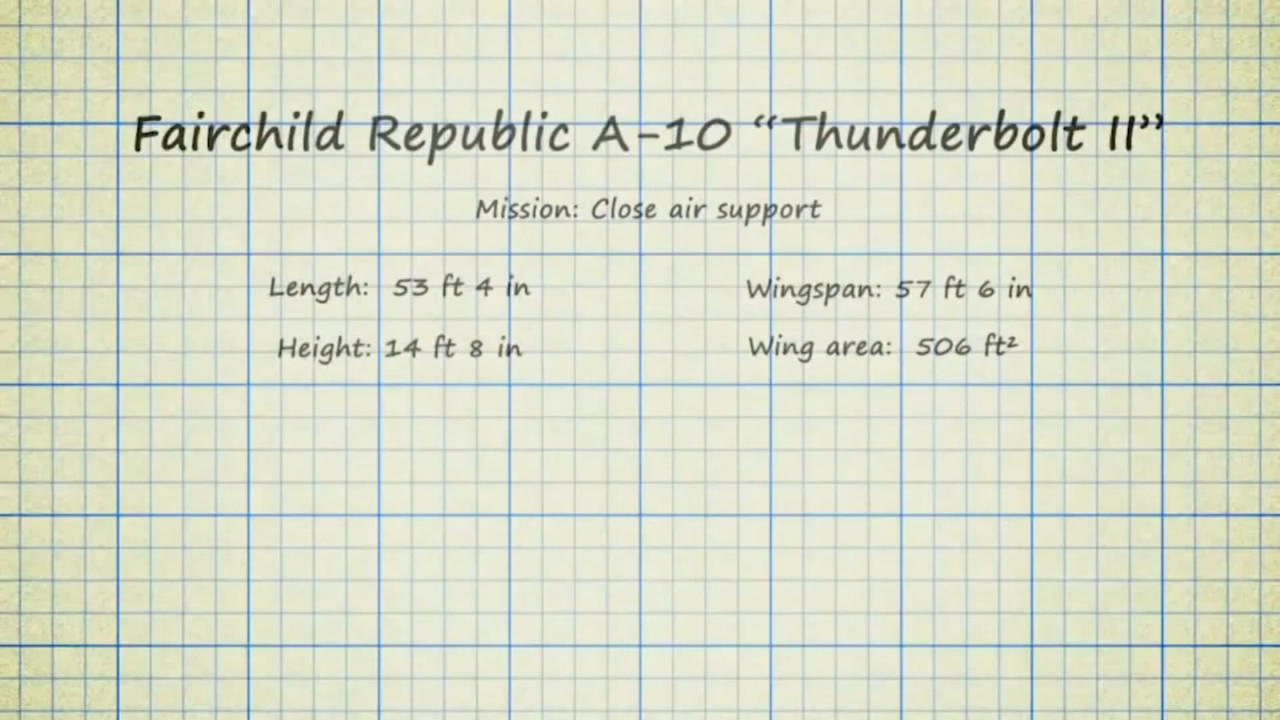 Fairchild Republic A-10 “Thunderbolt II”
Mission: Close air support
Length: 53 ft 4 in
Wingspan: 57 ft 6 in
Height: 14 ft 8 in
Wing area: 506 ft²